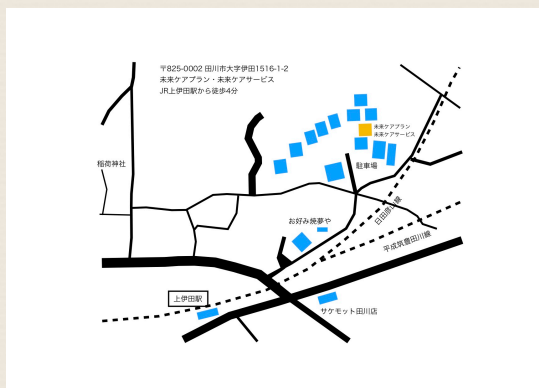 〒825-0002 田川市大字伊田1516-1-2
未来ケアプラン・未来ケアサービス
JR上伊田駅から徒歩4分
未来ケアプラン
未来ケアサービス
稲荷神社
駐車場
日田彦山線
お好み焼夢や
平成筑豊田川線
上伊田駅
サケモット田川店